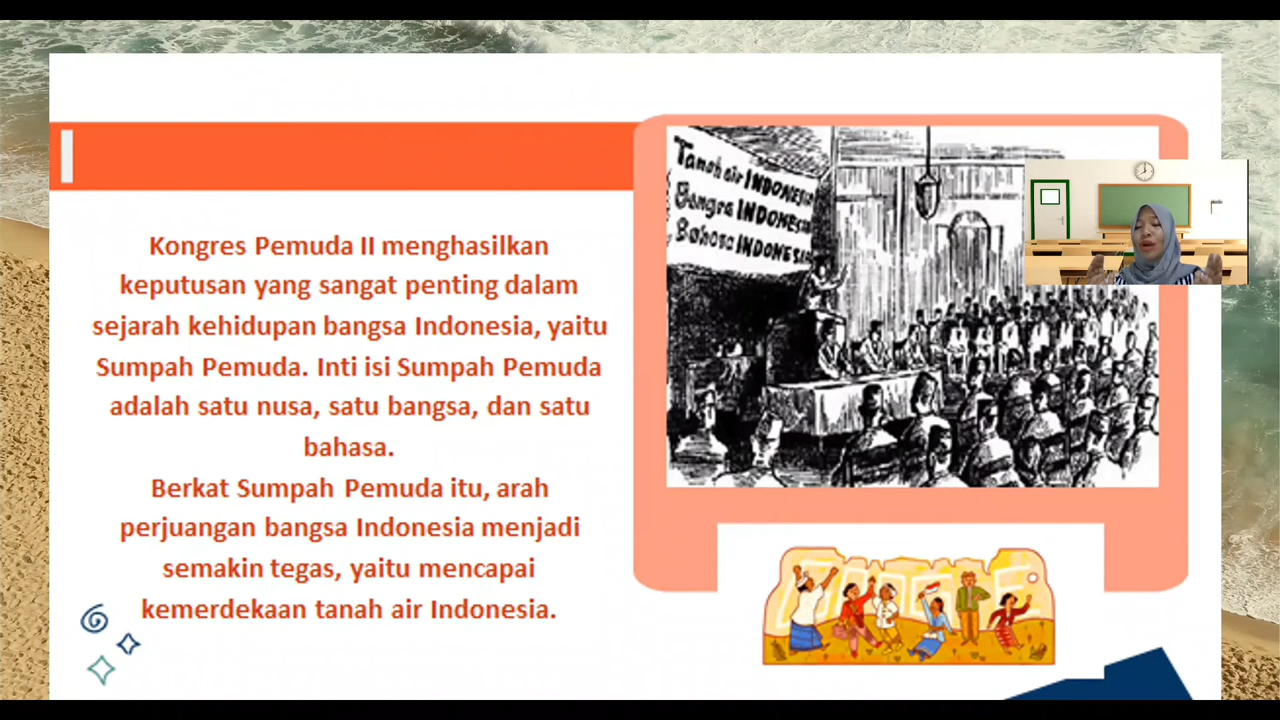 Kongres Pemuda II menghasilkan
keputusan yang sangat penting dalam
sejarah kehidupan bangsa Indonesia, yaitu
Sumpah Pemuda. Inti isi Sumpah Pemuda
adalah satu nusa, satu bangsa, dan satu
bahasa.
Berkat Sumpah Pemuda itu, arah
perjuangan bangsa Indonesia menjadi
semakin tegas, yaitu mencapai
kemerdekaan tanah air Indonesia.
Tanah air INDONESIA
Bangsa INDONESIA
Bahasa INDONESIA